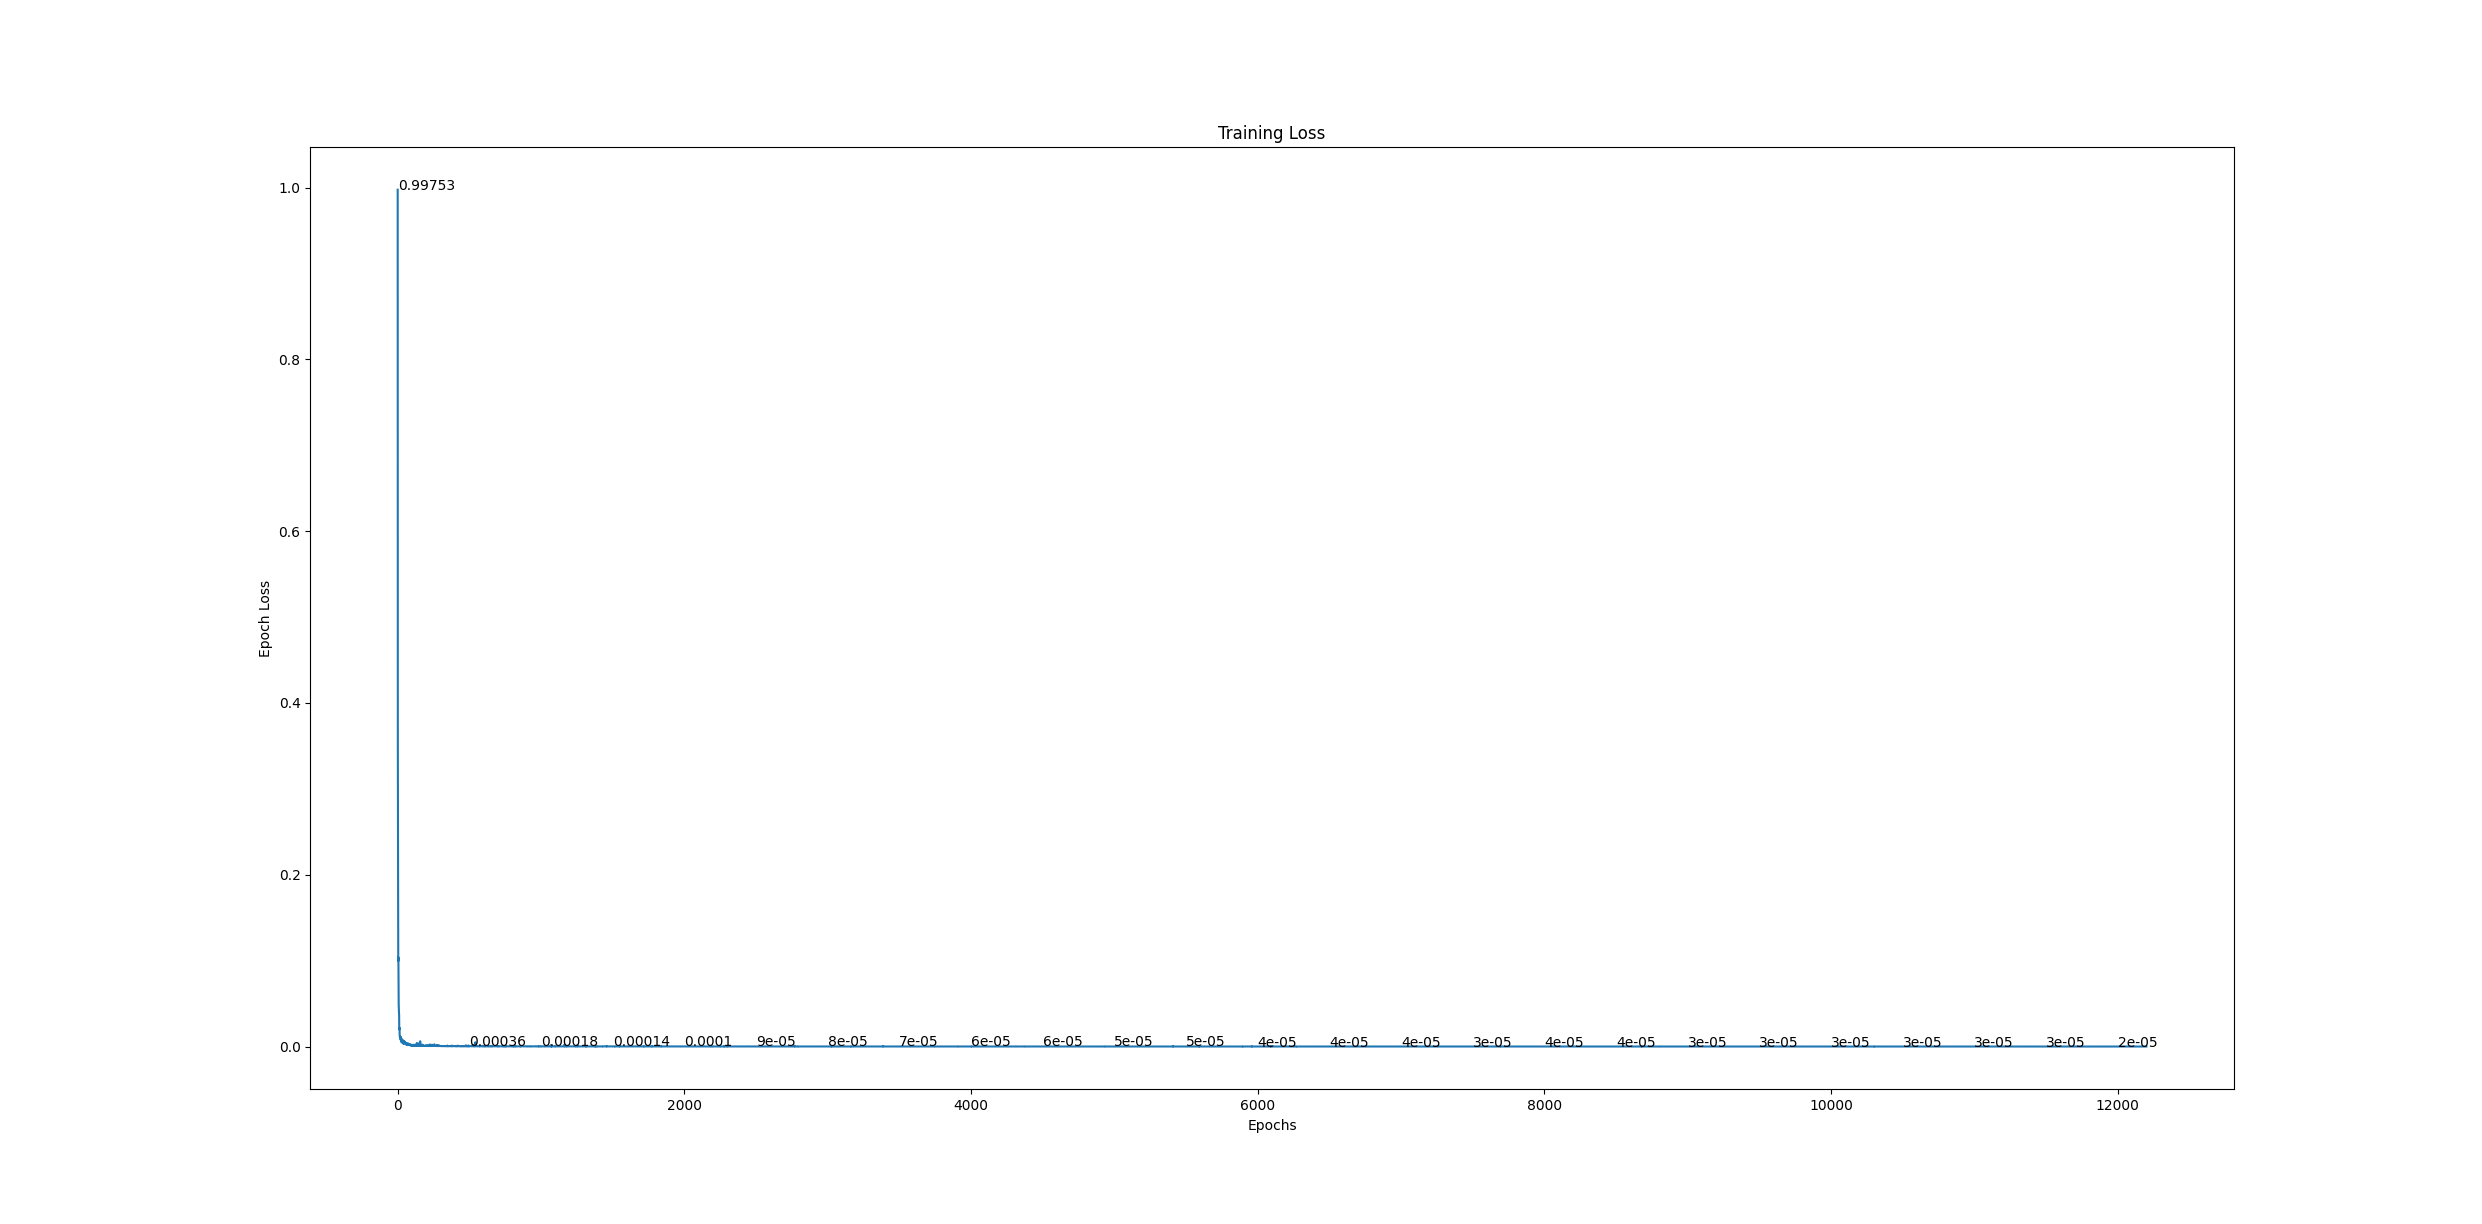 Training Loss
1.0
0.99753
0.8
0.6
Epoch Loss
0.4
0.2
0.0
0.00036 0.00018 0.00014 0.0001 9e-05 8e-05 7e-05 6e-05 6e-05 5e-05 5e-05 4e-05 4e-05 4e-05 3e-05 4e-05 4e-05 3e-05 3e-05 3e-05 3e-05 3e-05 3e-05 2e-05
0 2000 4000 6000 8000 10000 12000
Epochs